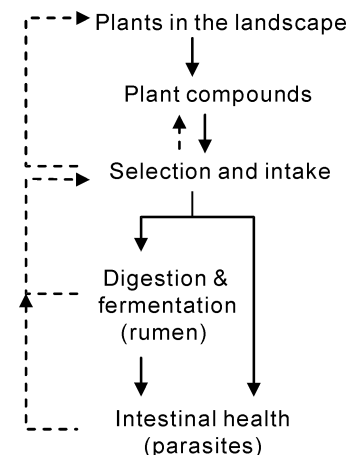 Plants in the landscape
Plant compounds
Selection and intake
Digestion &
fermentation
(rumen)
Intestinal health
(parasites)